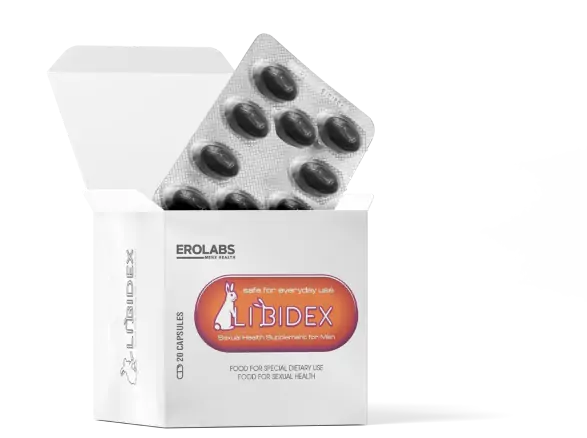 EROLABS
MORE HEALTH
safe for everyday use
LIBIDEX
Sexual Health Supplement for Men
20 CAPSULES
FOOD FOR SPECIAL DIETARY USE
FOOD FOR SEXUAL HEALTH
LIBIDEX